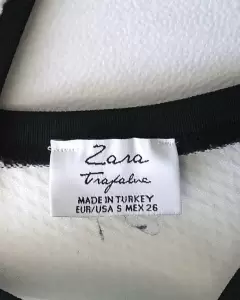 Zara
Trafaluc
MADE IN TURKEY
EUR/USA S MEX 26